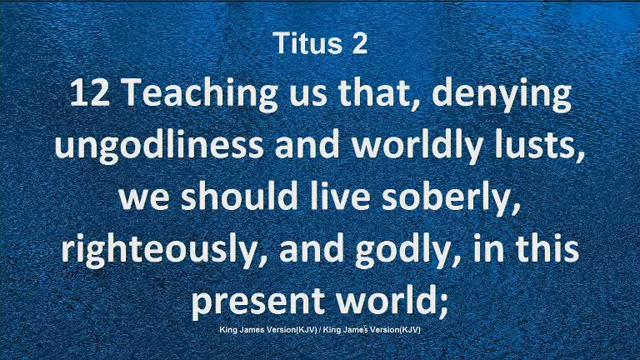 Titus 2
12 Teaching us that, denying
ungodliness and worldly lusts,
we should live soberly,
righteously, and godly, in this
present world;
King James Version(KJV) / King Jame's Version(KJV)